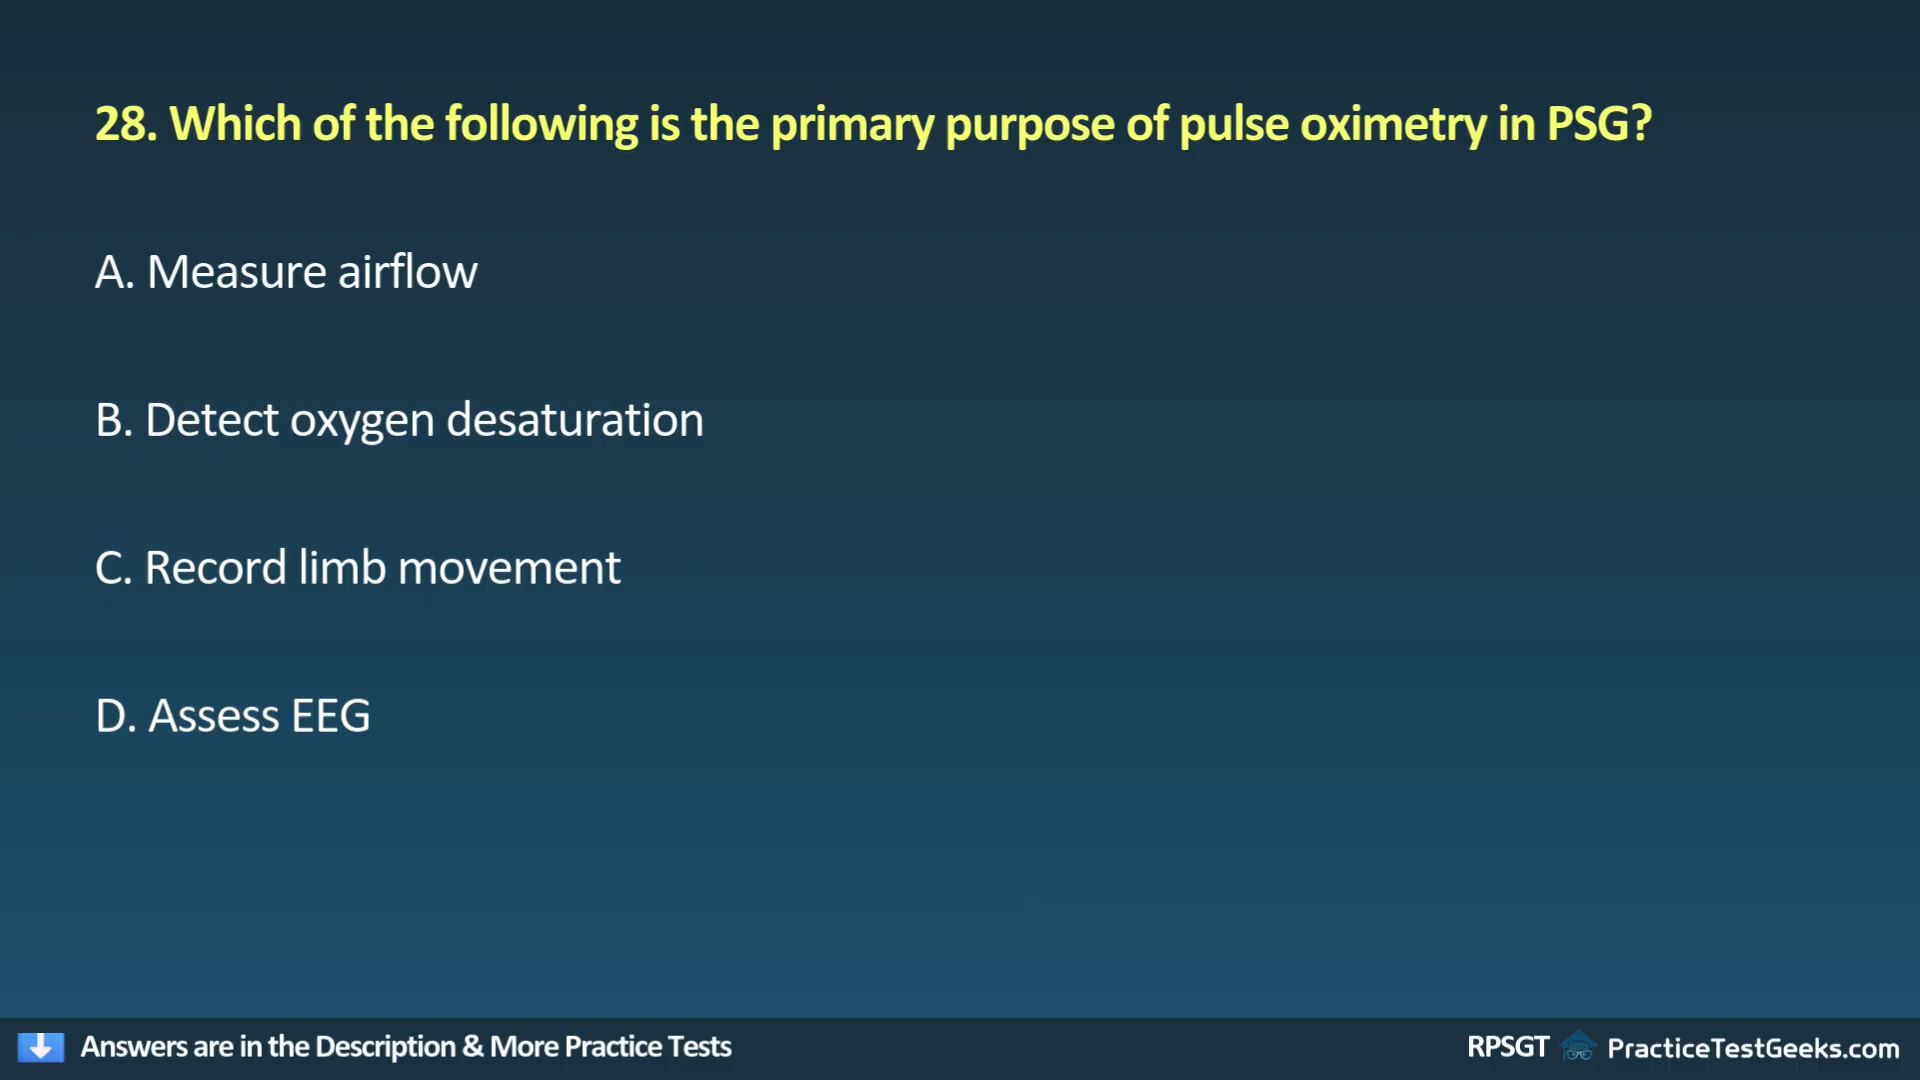 28. Which of the following is the primary purpose of pulse oximetry in PSG?
A. Measure airflow
B. Detect oxygen desaturation
C. Record limb movement
D. Assess EEG
Answers are in the Description & More Practice Tests
RPSGT PracticeTestGeeks.com